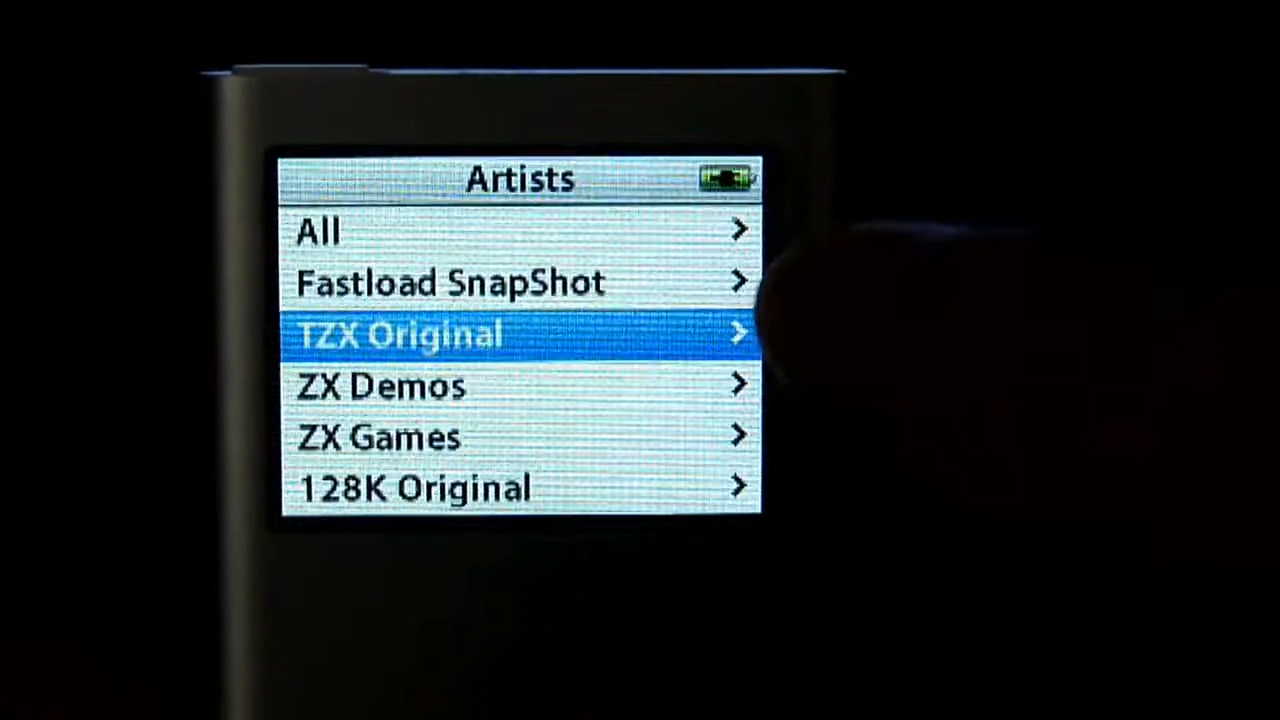 Artists
All
Fastload SnapShot
TZX Original
ZX Demos
ZX Games
128K Original